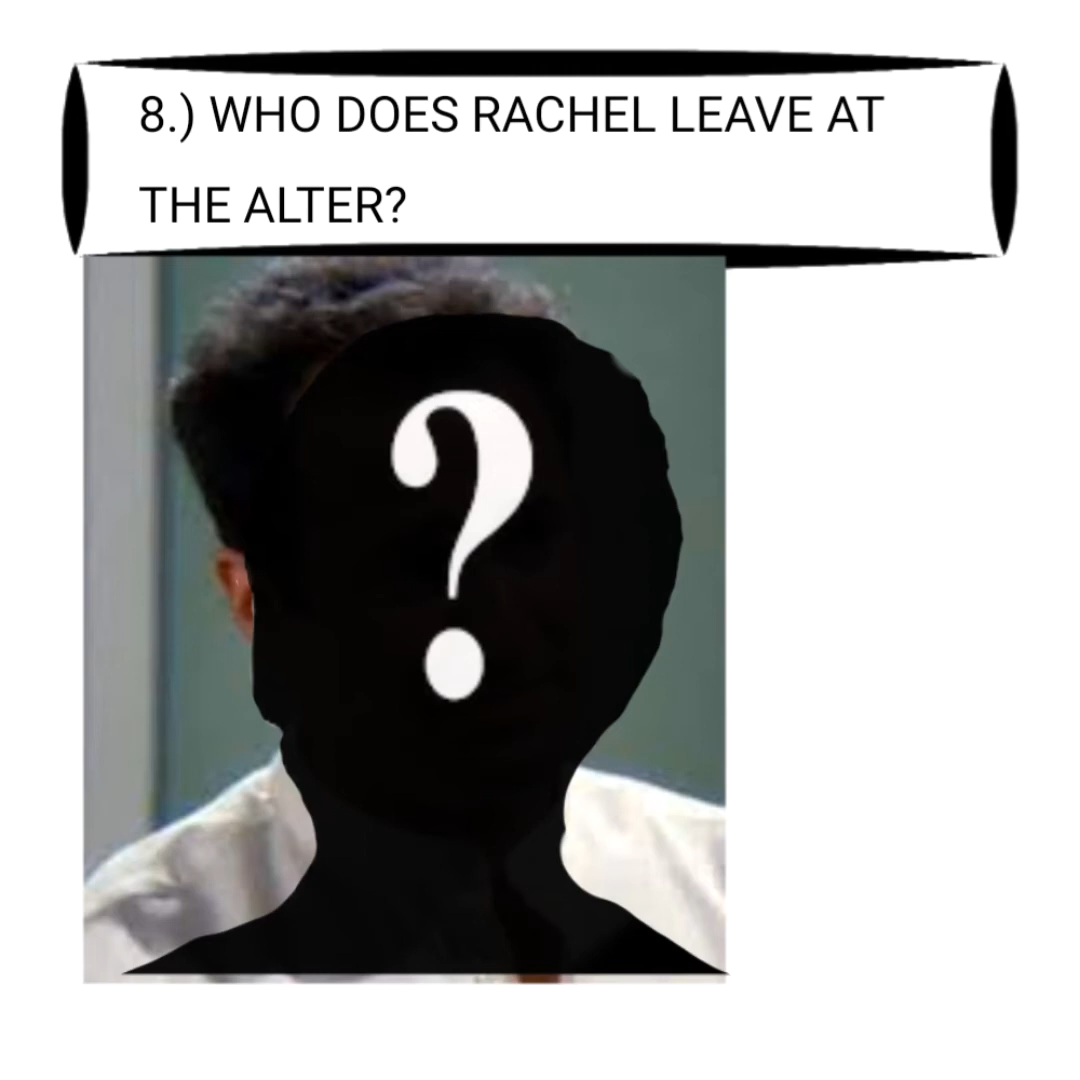 8.) WHO DOES RACHEL LEAVE AT
THE ALTER?
?